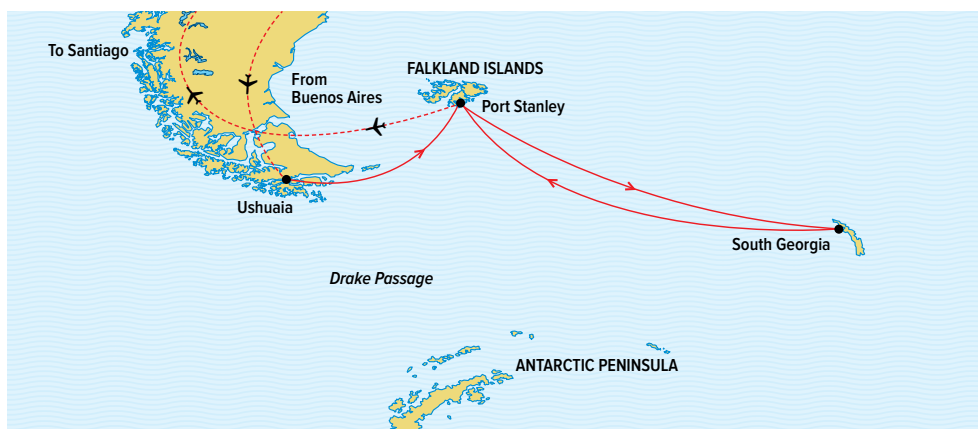 To Santiago
From
Buenos Aires
FALKLAND ISLANDS
Port Stanley
Ushuaia
South Georgia
Drake Passage
ANTARCTIC PENINSULA